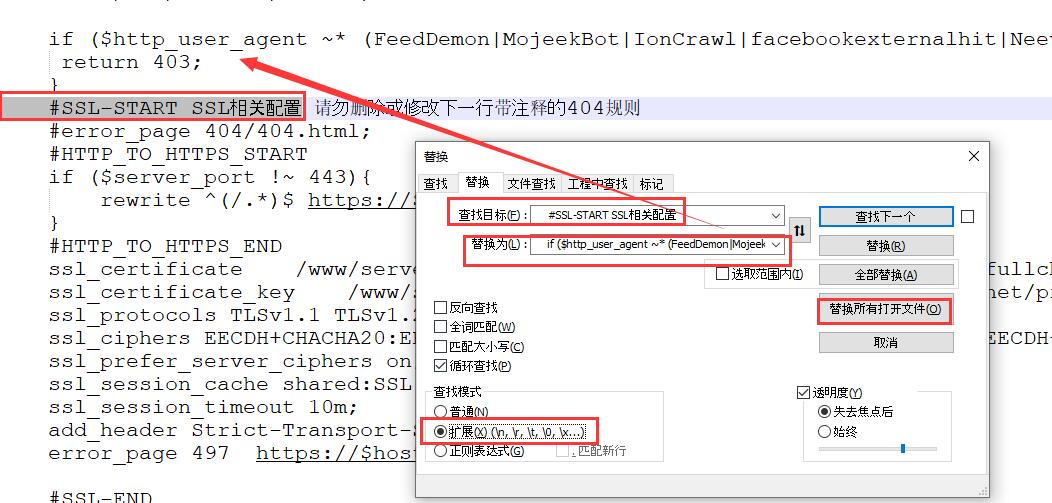 if ($http_user_agent ~* (FeedDemon|MojeekBot|IonCrawl|facebookexternalhit|Neev
return 403;
}
#SSL-START SSL相关配置 请勿删除或修改下一行带注释的404规则
#error_page 404/404.html;
#HTTP_TO_HTTPS_START
if ($server_port !~ 443){
rewrite ^(/.*)$ https://$
}
#HTTP_TO_HTTPS_END
ssl_certificate /www/serve
fullch
ssl_certificate_key /www/s
net/pr
ssl_protocols TLSv1.1 TLSv1.2
ssl_ciphers EECDH+CHACHA20:EE
EECDH+
ssl_prefer_server_ciphers on
ssl_session_cache shared:SSL
ssl_session_timeout 10m;
add_header Strict-Transport-S
error_page 497 https://$host
#SSL-END
替换
查找
替换
文件查找
工程中查找
标记
查找目标(F):
#SSL-START SSL相关配置
查找下一个
替换为(L):
if ($http_user_agent ~* (FeedDemon|Mojeek
替换(R)
选取范围内(I)
全部替换(A)
反向查找
替换所有打开文件(O)
全词匹配(W)
匹配大小写(C)
取消
循环查找(P)
查找模式
透明度(Y)
普通(N)
失去焦点后
扩展(X) (\n, \r, \t, \0, \x...)
始终
正则表达式(G)
. 匹配新行